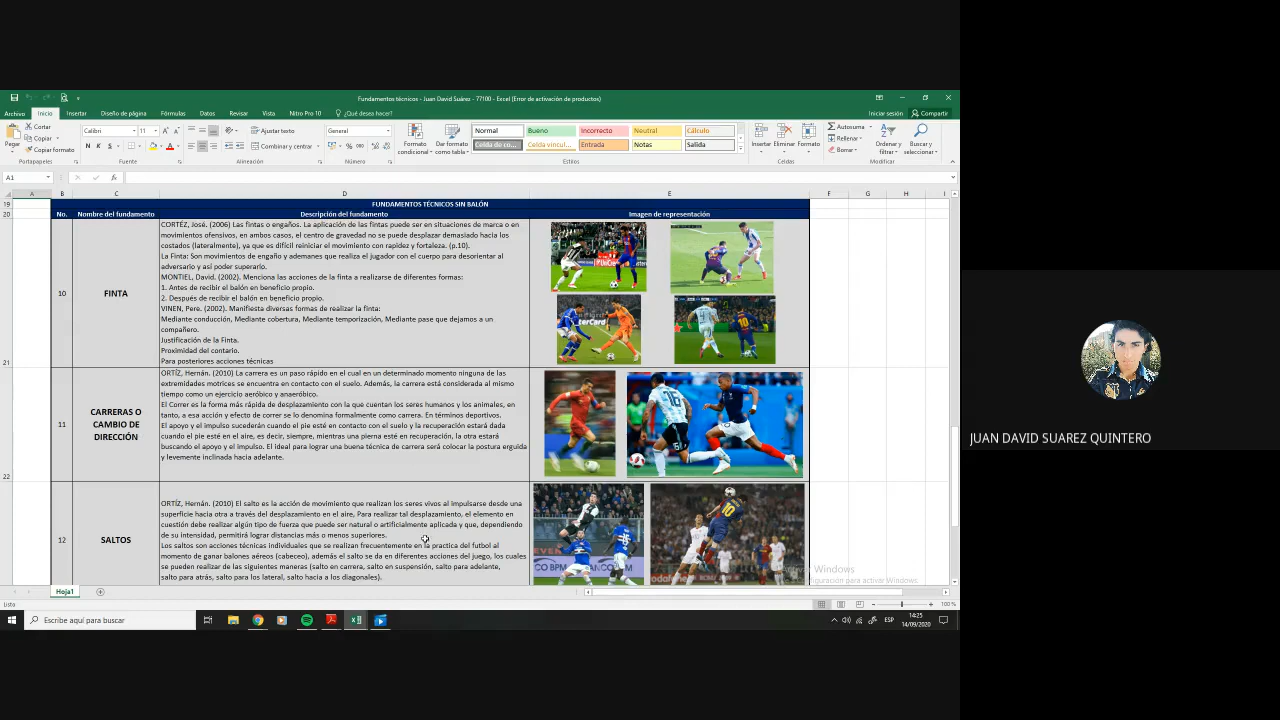 Fundamentos técnicos - Juan David Suárez - 77100 - Excel (Error de activación de productos)
Archivo Inicio Insertar Diseño de página Fórmulas Datos Revisar Vista Nitro Pro 10 ¿Qué desea hacer? Iniciar sesión Compartir
Cortar
Copiar
Copiar formato
Pegar
Portapapeles
Calibri 11
N K S
Fuente
Ajustar texto
Combinar y centrar
Alineación
General
Número
Formato condicional
Dar formato como tabla
Normal Bueno Incorrecto Neutral Cálculo
Celda de co... Celda vincul... Entrada Notas Salida
Estilos
Insertar Eliminar Formato
Celdas
Autosuma
Rellenar
Borrar
Ordenar y filtrar
Buscar y seleccionar
Modificar
A1
A B C D E F G H I
19 FUNDAMENTOS TÉCNICOS SIN BALÓN
20 No. Nombre del fundamento Descripción del fundamento Imagen de representación
21
10
FINTA
CORTÉZ, José. (2006) Las fintas o engaños. La aplicación de las fintas puede ser en situaciones de marca o en
movimientos ofensivos, en ambos casos, el centro de gravedad no se puede desplazar demasiado hacia los
costados (lateralmente), ya que es difícil reiniciar el movimiento con rapidez y fortaleza. (p.10).
La Finta: Son movimientos de engaño y ademanes que realiza el jugador con el cuerpo para desorientar al
adversario y así poder superarlo.
MONTIEL, David. (2002). Menciona las acciones de la finta a realizarse de diferentes formas:
1. Antes de recibir el balón en beneficio propio.
2. Después de recibir el balón en beneficio propio.
VINEN, Pere. (2002). Manifiesta diversas formas de realizar la finta:
Mediante conducción, Mediante cobertura, Mediante temporización, Mediante pase que dejamos a un
compañero.
Justificación de la Finta.
Proximidad del contario.
Para posteriores acciones técnicas
22
11
CARRERAS O
CAMBIO DE
DIRECCIÓN
ORTÍZ, Hernán. (2010) La carrera es un paso rápido en el cual en un determinado momento ninguna de las
extremidades motrices se encuentra en contacto con el suelo. Además, la carrera está considerada al mismo
tiempo como un ejercicio aeróbico y anaeróbico.
El Correr es la forma más rápida de desplazamiento con la que cuentan los seres humanos y los animales, en
tanto, a esa acción y efecto de correr se lo denomina formalmente como carrera. En términos deportivos.
El apoyo y el impulso sucederán cuando el pie esté en contacto con el suelo y la recuperación estará dada
cuando el pie esté en el aire, es decir, siempre, mientras una pierna esté en recuperación, la otra estará
buscando el apoyo y el impulso. El ideal para lograr una buena técnica de carrera será colocar la postura erguida
y levemente inclinada hacia adelante.
12
SALTOS
ORTÍZ, Hernán. (2010) El salto es la acción de movimiento que realizan los seres vivos al impulsarse desde una
superficie hacia otra a través del desplazamiento en el aire, Para realizar tal desplazamiento, el elemento en
cuestión debe realizar algún tipo de fuerza que puede ser natural o artificialmente aplicada y que, dependiendo
de su intensidad, permitirá lograr distancias más o menos superiores.
Los saltos son acciones técnicas individuales que se realizan frecuentemente en la practica del futbol al
momento de ganar balones aéreos (cabeceo), además el salto se da en diferentes acciones del juego, los cuales
se pueden realizar de las siguientes maneras (salto en carrera, salto en suspensión, salto para adelante,
salto para atrás, salto para los lateral, salto hacia a los diagonales).
Hoja1
Listo
100 %
Escribe aquí para buscar
ESP
14:25
14/09/2020
JUAN DAVID SUAREZ QUINTERO